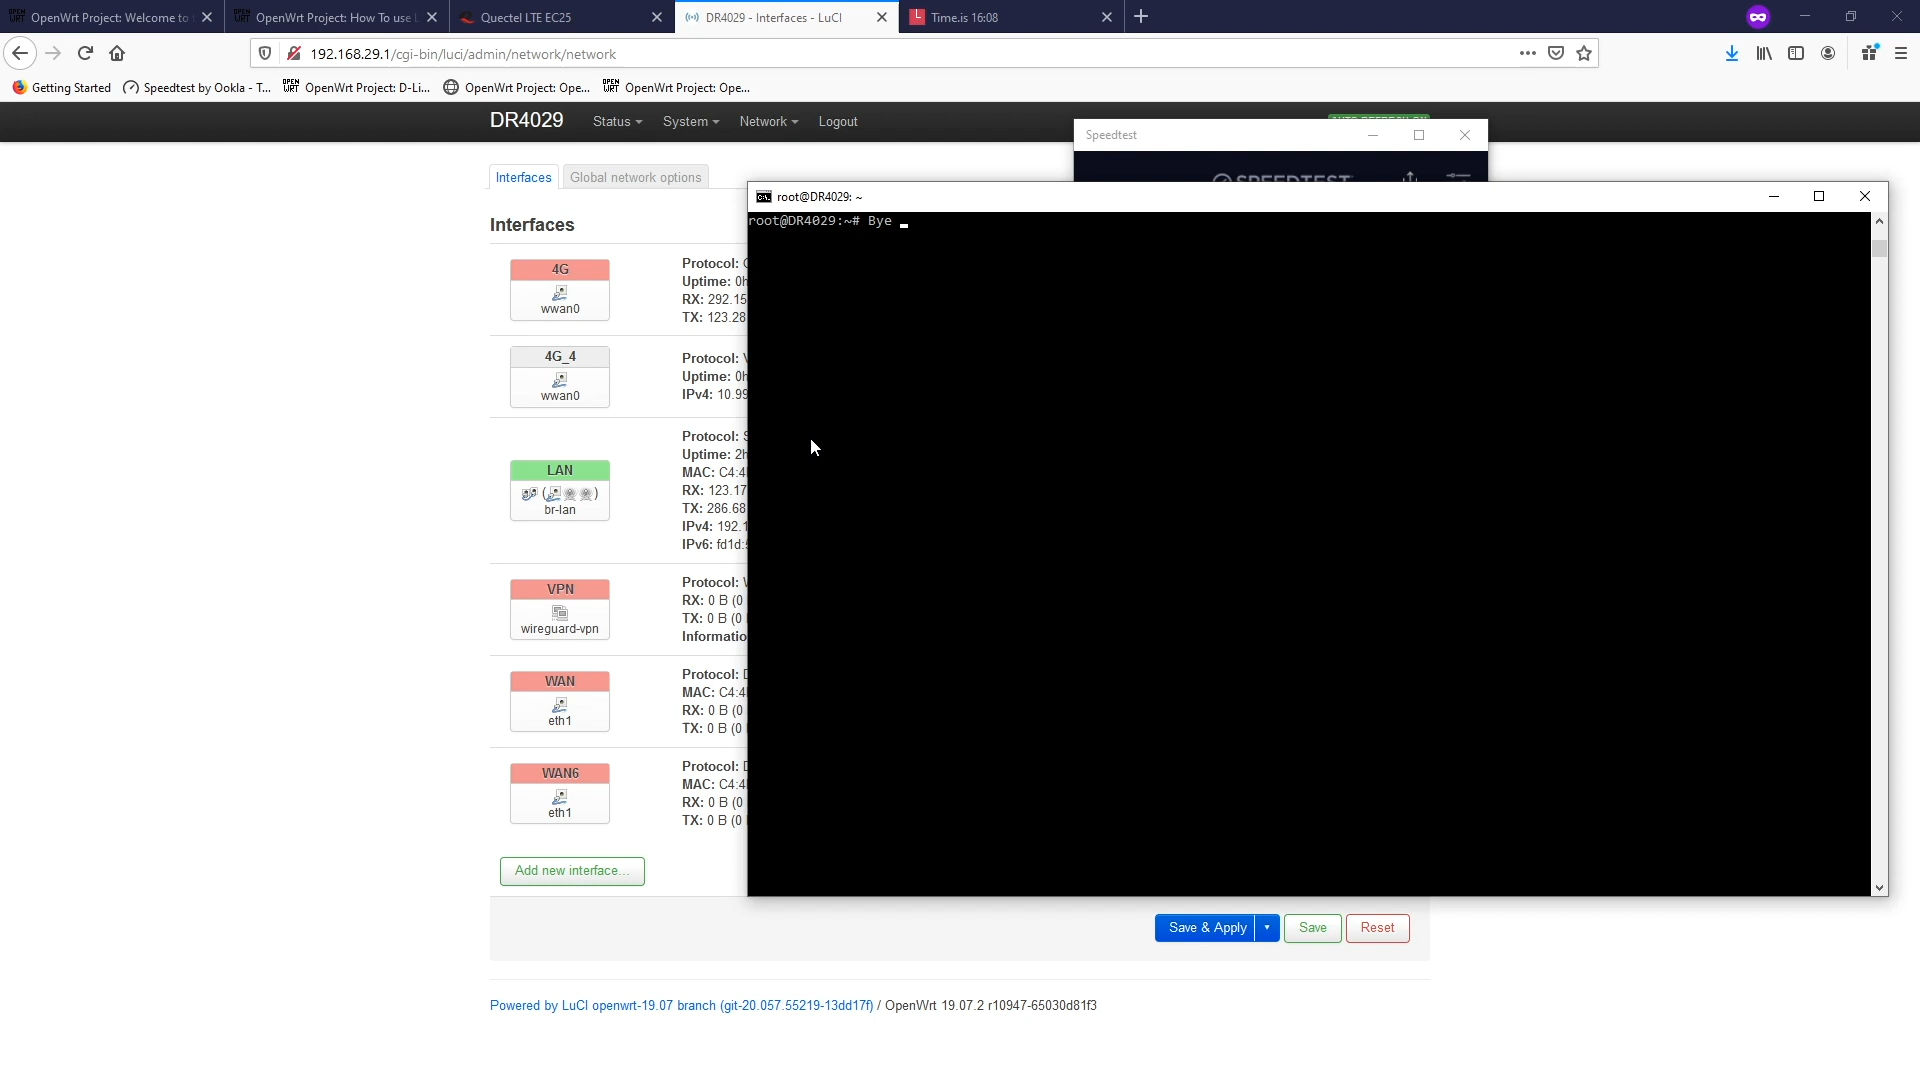 OpenWrt Project: Welcome to
OpenWrt Project: How To use
Quectel LTE EC25
DR4029 - Interfaces - LuCI
Time.is 16:08
192.168.29.1/cgi-bin/luci/admin/network/network
Getting Started
Speedtest by Ookla - T...
OpenWrt Project: D-Li...
OpenWrt Project: Ope...
OpenWrt Project: Ope...
DR4029
Status
System
Network
Logout
AUTO REFRESH ON
Speedtest
SPEEDTEST
Interfaces
Global network options
root@DR4029: ~
root@DR4029:~# Bye
Interfaces
4G
wwan0
Protocol:
Uptime: 0h
RX: 292.15
TX: 123.28
4G_4
wwan0
Protocol:
Uptime: 0h
IPv4: 10.99
LAN
br-lan
Protocol:
Uptime: 2h
MAC: C4:4
RX: 123.17
TX: 286.68
IPv4: 192.1
IPv6: fd1d:
VPN
wireguard-vpn
Protocol:
RX: 0 B (0
TX: 0 B (0
Informatio
WAN
eth1
Protocol:
MAC: C4:4
RX: 0 B (0
TX: 0 B (0
WAN6
eth1
Protocol:
MAC: C4:4
RX: 0 B (0
TX: 0 B (0
Add new interface...
Save & Apply
Save
Reset
Powered by LuCI openwrt-19.07 branch (git-20.057.55219-13dd17f) / OpenWrt 19.07.2 r10947-65030d81f3